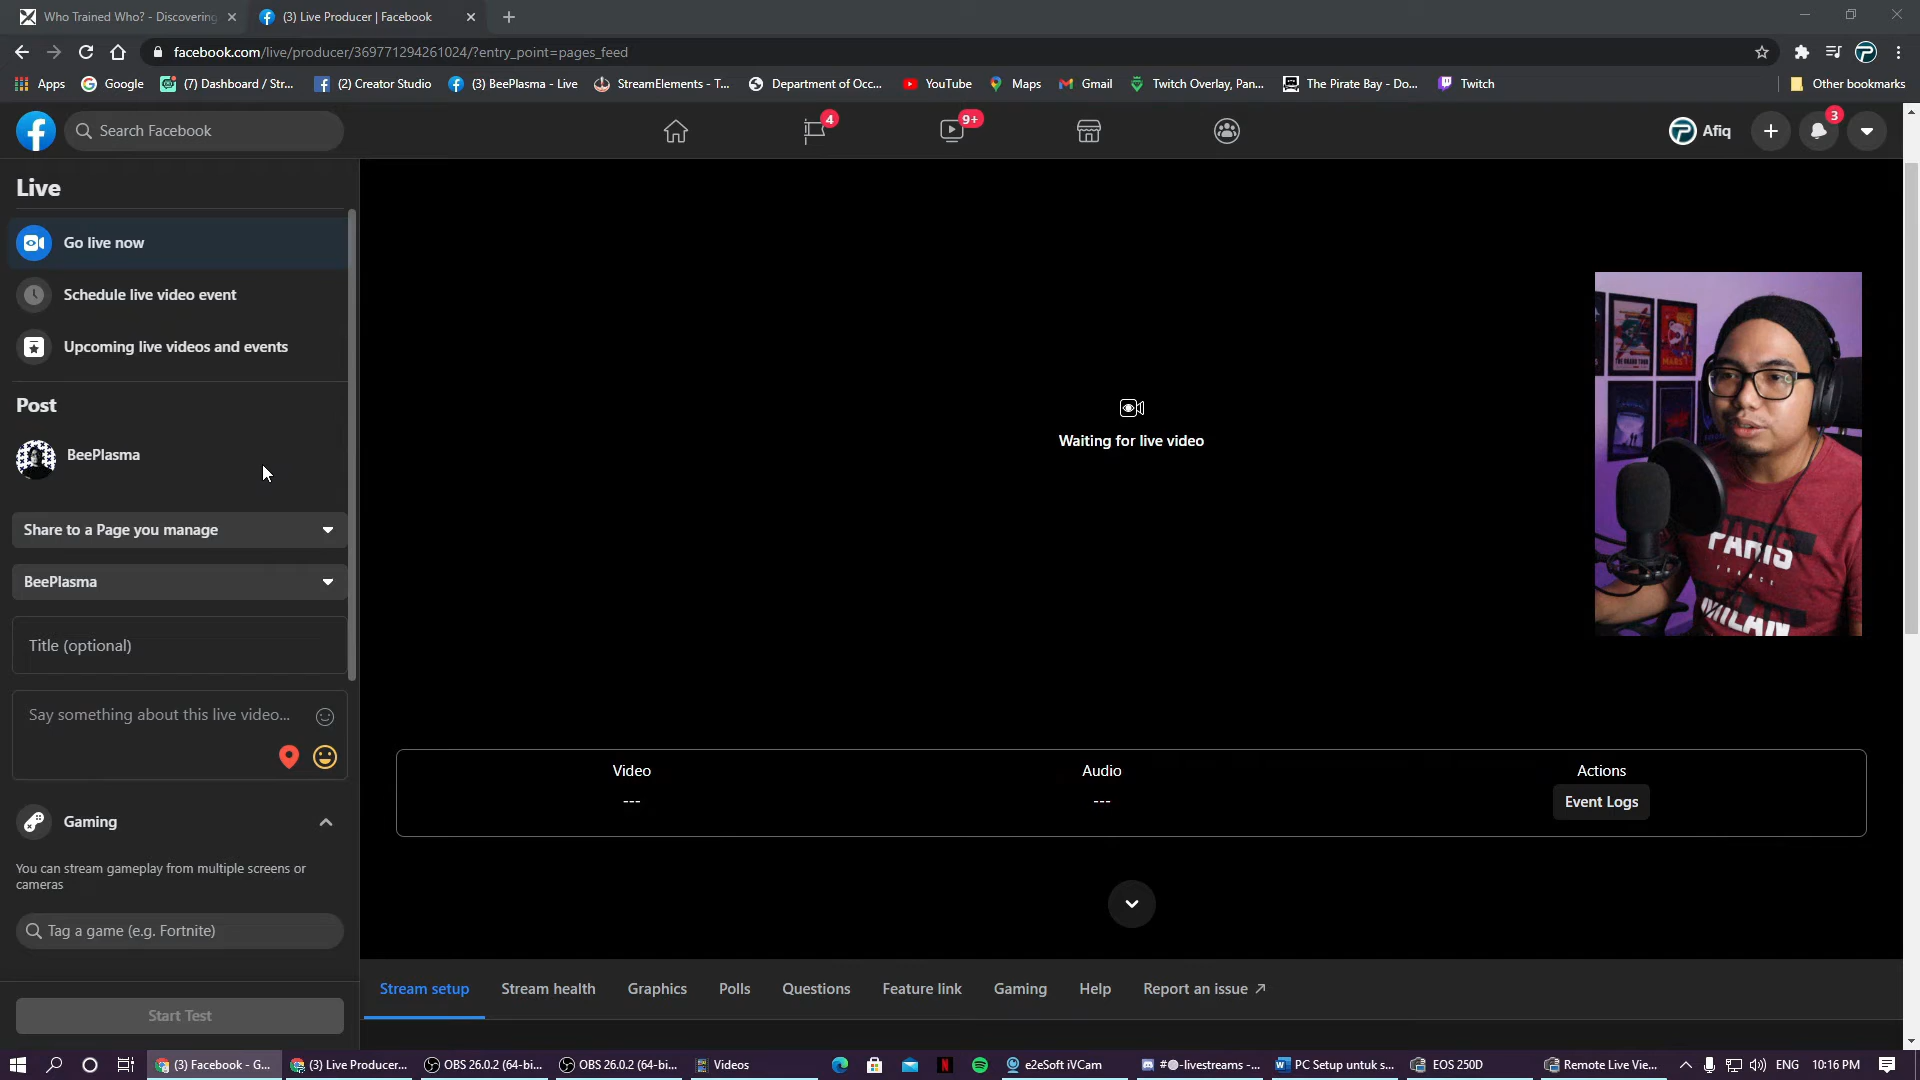 Who Trained Who? - Discovering
(3) Live Producer | Facebook
facebook.com/live/producer/369771294261024/?entry_point=pages_feed
Apps
Google
(7) Dashboard / Str...
(2) Creator Studio
(3) BeePlasma - Live
StreamElements - T...
Department of Occ...
YouTube
Maps
Gmail
Twitch Overlay, Pan...
The Pirate Bay - Do...
Twitch
Other bookmarks
Search Facebook
4
9+
Afiq
3
Live
Go live now
Schedule live video event
Upcoming live videos and events
Post
BeePlasma
Share to a Page you manage
BeePlasma
Title (optional)
Say something about this live video...
Gaming
You can stream gameplay from multiple screens or
cameras
Tag a game (e.g. Fortnite)
Start Test
Waiting for live video
PARIS
FRANCE
MILAN
Video
---
Audio
---
Actions
Event Logs
Stream setup
Stream health
Graphics
Polls
Questions
Feature link
Gaming
Help
Report an issue
(3) Facebook - G...
(3) Live Producer...
OBS 26.0.2 (64-bi...
OBS 26.0.2 (64-bi...
Videos
e2eSoft iVCam
#🔴-livestreams -...
PC Setup untuk s...
EOS 250D
Remote Live Vie...
ENG
10:16 PM